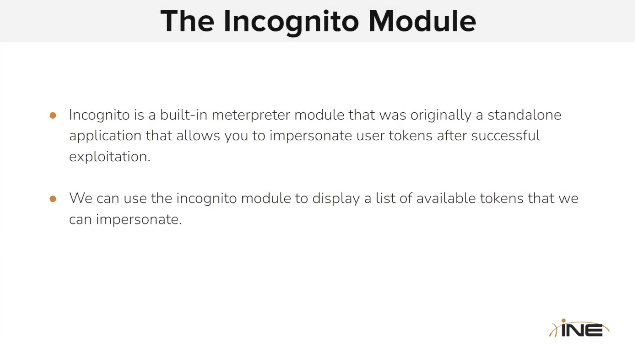 The Incognito Module
Incognito is a built-in meterpreter module that was originally a standalone
application that allows you to impersonate user tokens after successful
exploitation.
We can use the incognito module to display a list of available tokens that we
can impersonate.
iNE